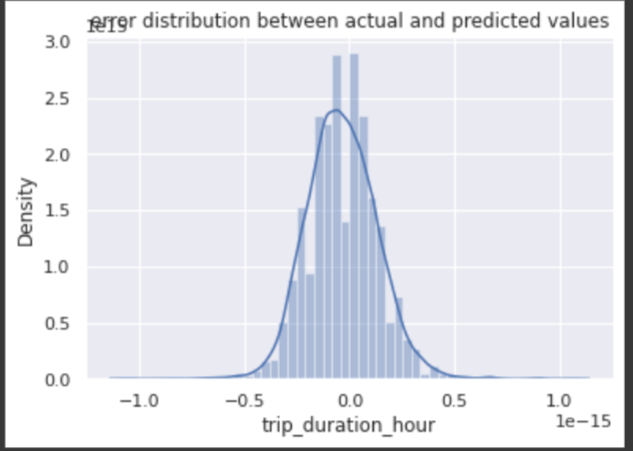 error distribution between actual and predicted values
1e15
3.0
2.5
2.0
1.5
1.0
0.5
0.0
Density
−1.0 −0.5 0.0 0.5 1.0
1e−15
trip_duration_hour